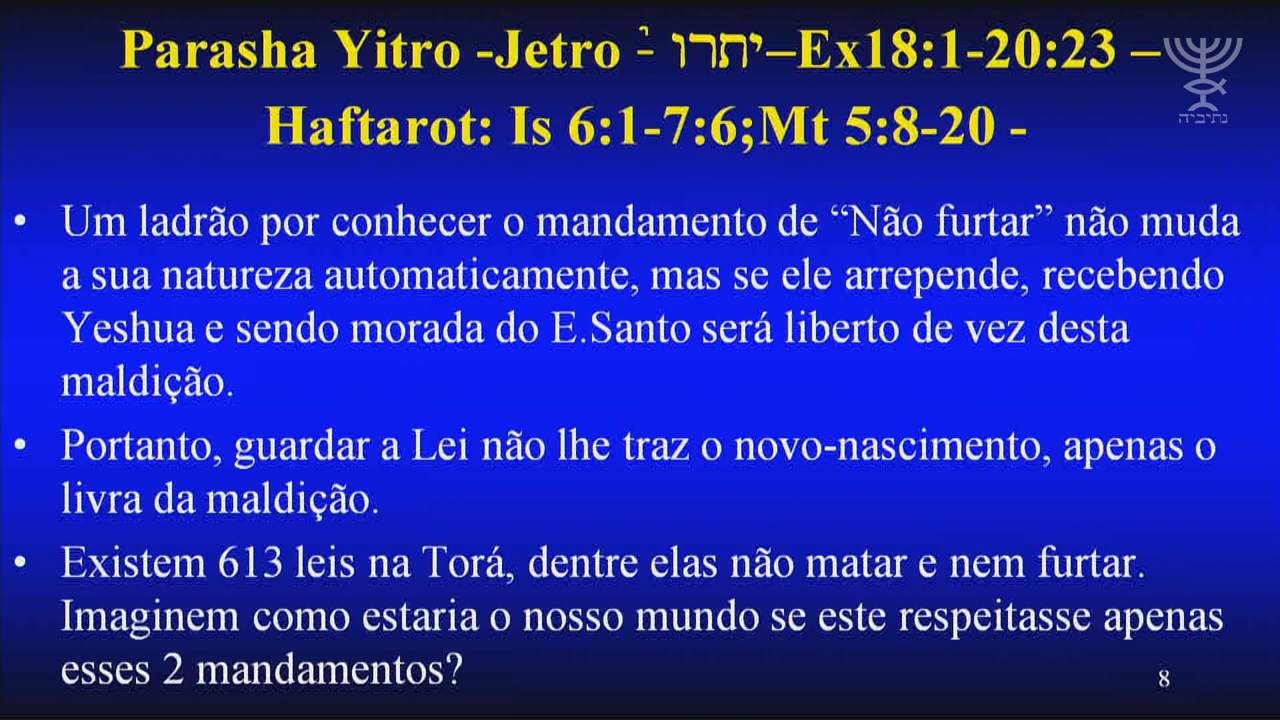 Parasha Yitro -Jetro - יתרו–Ex18:1-20:23 –
Haftarot: Is 6:1-7:6;Mt 5:8-20 -
נתיביה
• Um ladrão por conhecer o mandamento de “Não furtar” não muda
a sua natureza automaticamente, mas se ele arrepende, recebendo
Yeshua e sendo morada do E.Santo será liberto de vez desta
maldição.
• Portanto, guardar a Lei não lhe traz o novo-nascimento, apenas o
livra da maldição.
• Existem 613 leis na Torá, dentre elas não matar e nem furtar.
Imaginem como estaria o nosso mundo se este respeitasse apenas
esses 2 mandamentos?
8